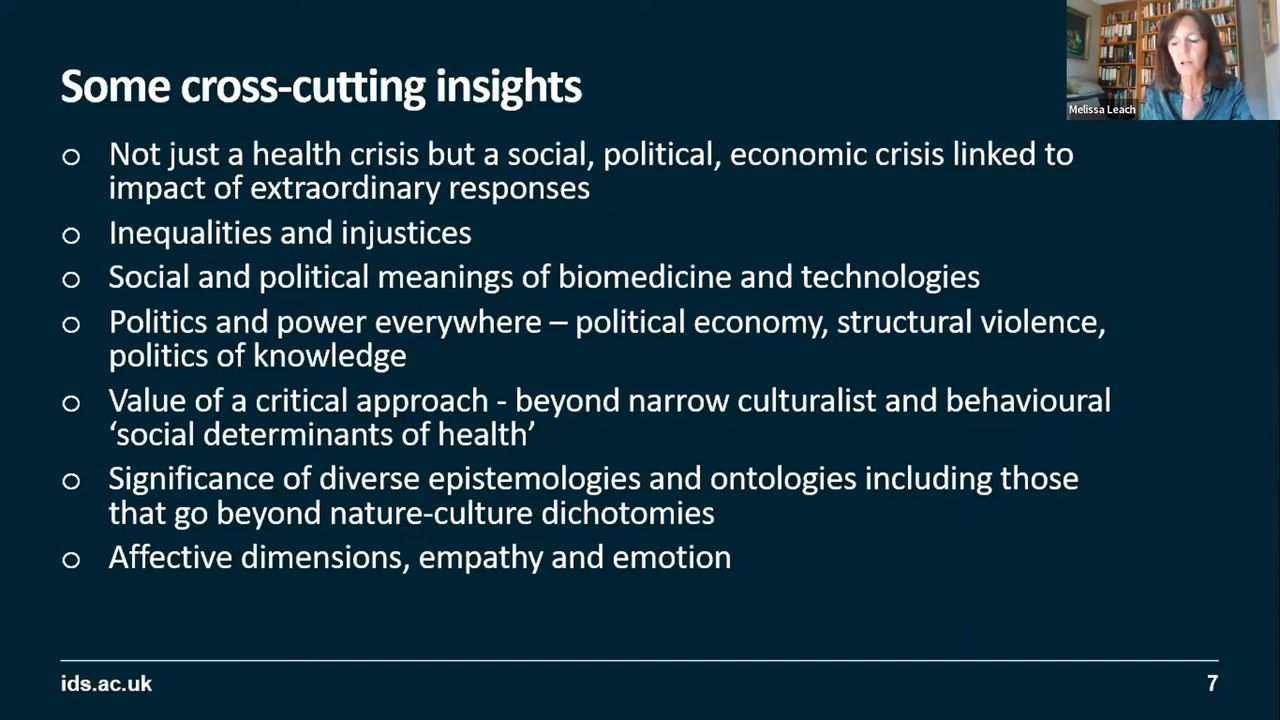 Some cross-cutting insights
Melissa Leach
o Not just a health crisis but a social, political, economic crisis linked to
impact of extraordinary responses
o Inequalities and injustices
o Social and political meanings of biomedicine and technologies
o Politics and power everywhere – political economy, structural violence,
politics of knowledge
o Value of a critical approach - beyond narrow culturalist and behavioural
‘social determinants of health’
o Significance of diverse epistemologies and ontologies including those
that go beyond nature-culture dichotomies
o Affective dimensions, empathy and emotion
ids.ac.uk
7